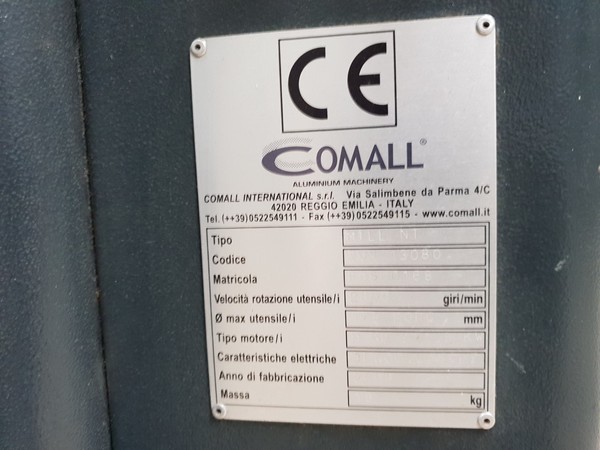 CE
COMALL®
ALUMINIUM MACHINERY
COMALL INTERNATIONAL s.r.l. Via Salimbene da Parma 4/C
42020 REGGIO EMILIA - ITALY
Tel. (++39)0522549111 - Fax (++39)0522549115 - www.comall.it
Tipo
Codice
Matricola
Velocità rotazione utensile/i giri/min
Ø max utensile/i mm
Tipo motore/i
Caratteristiche elettriche
Anno di fabbricazione
Massa kg